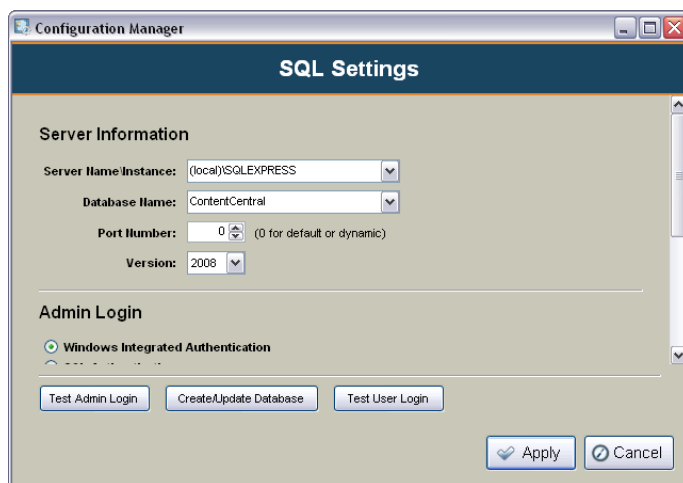 Configuration Manager
SQL Settings
Server Information
Server Name\Instance: (local)\SQLEXPRESS
Database Name: ContentCentral
Port Number: 0 (0 for default or dynamic)
Version: 2008
Admin Login
Windows Integrated Authentication
Test Admin Login Create/Update Database Test User Login
Apply Cancel